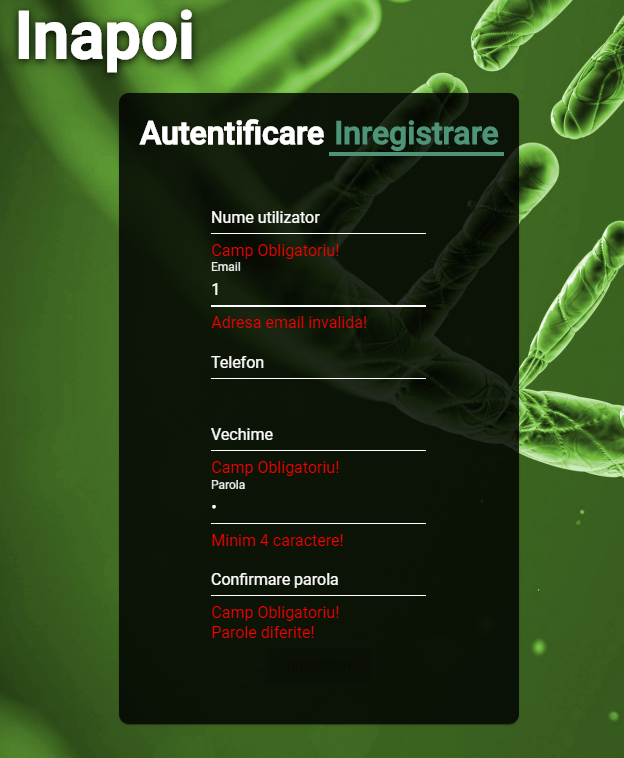 Inapoi
Autentificare Inregistrare
Nume utilizator
Camp Obligatoriu!
Email
1
Adresa email invalida!
Telefon
Vechime
Camp Obligatoriu!
Parola
•
Minim 4 caractere!
Confirmare parola
Camp Obligatoriu!
Parole diferite!